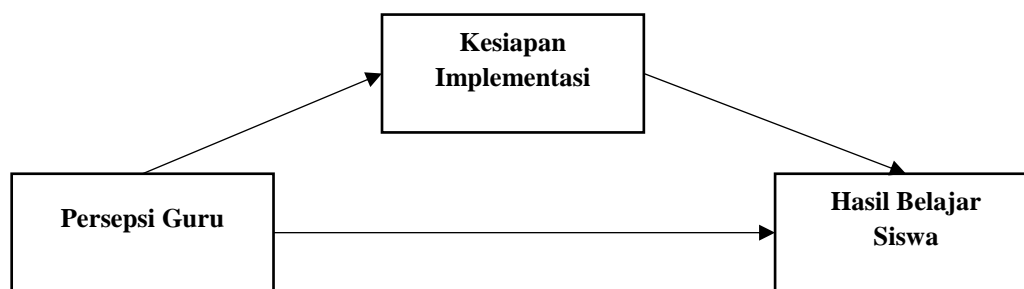 Kesiapan
Implementasi
Persepsi Guru
Hasil Belajar
Siswa